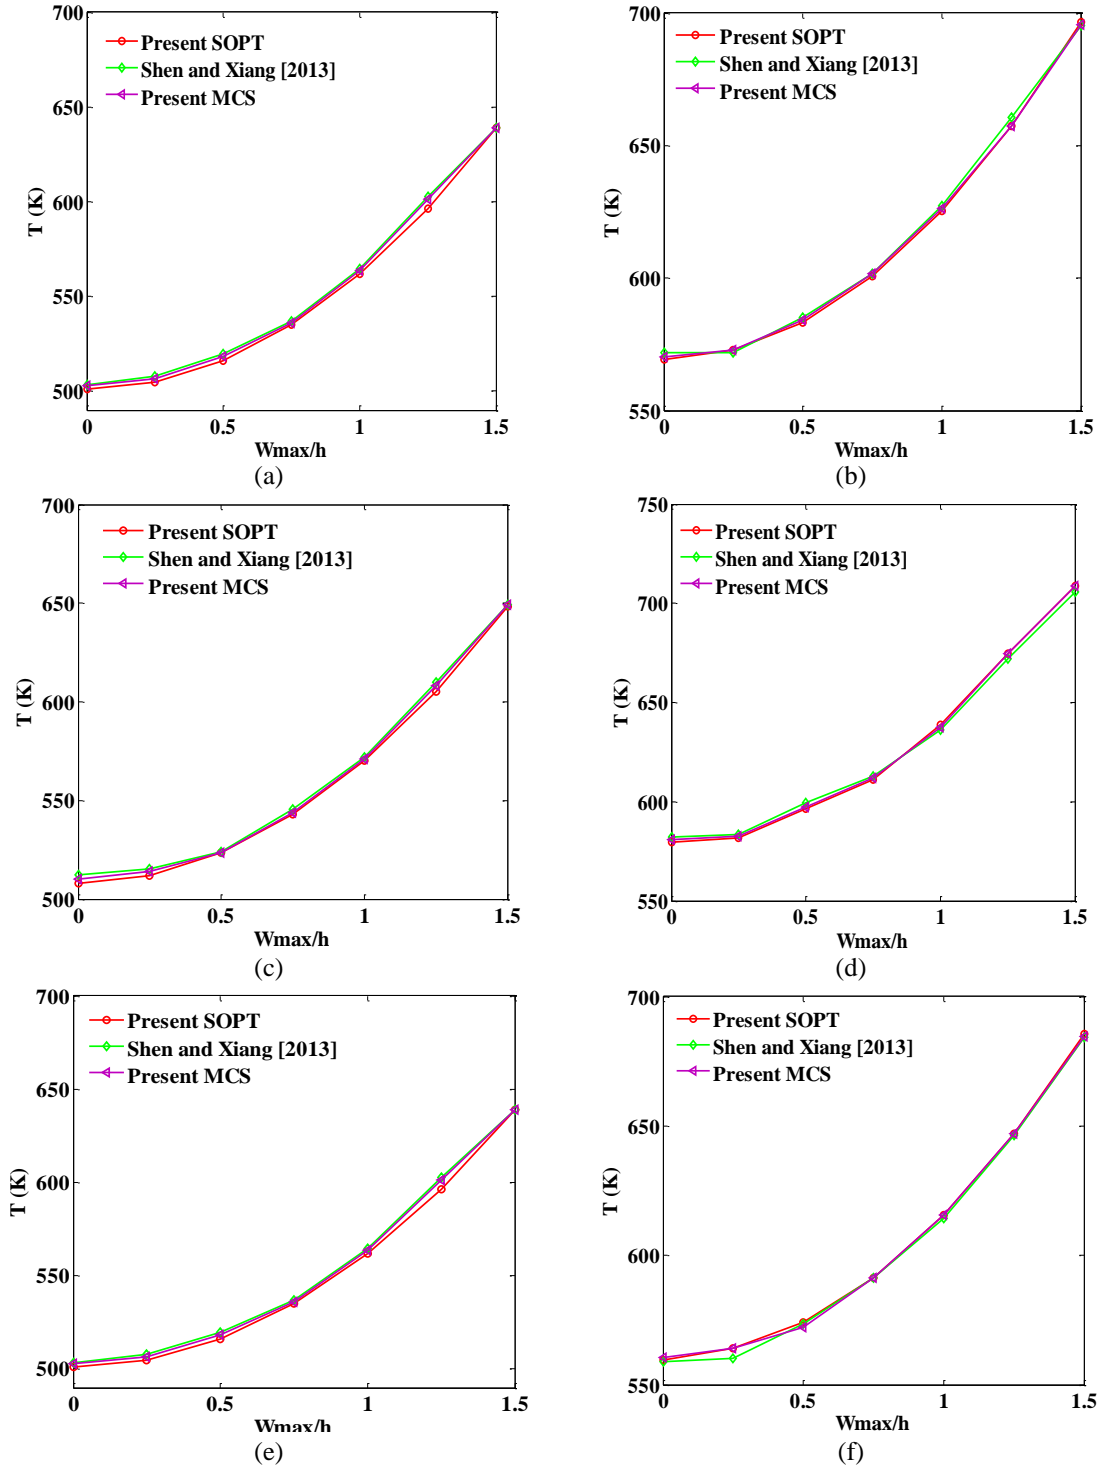 700
650
600
550
500
T (K)
Present SOPT
Shen and Xiang [2013]
Present MCS
0
0.5
1
1.5
Wmax/h
(a)
700
650
600
550
T (K)
Present SOPT
Shen and Xiang [2013]
Present MCS
0
0.5
1
1.5
Wmax/h
(b)
700
650
600
550
500
T (K)
Present SOPT
Shen and Xiang [2013]
Present MCS
0
0.5
1
1.5
Wmax/h
(c)
750
700
650
600
550
T (K)
Present SOPT
Shen and Xiang [2013]
Present MCS
0
0.5
1
1.5
Wmax/h
(d)
700
650
600
550
500
T (K)
Present SOPT
Shen and Xiang [2013]
Present MCS
0
0.5
1
1.5
Wmax/h
(e)
700
650
600
550
T (K)
Present SOPT
Shen and Xiang [2013]
Present MCS
0
0.5
1
1.5
Wmax/h
(f)